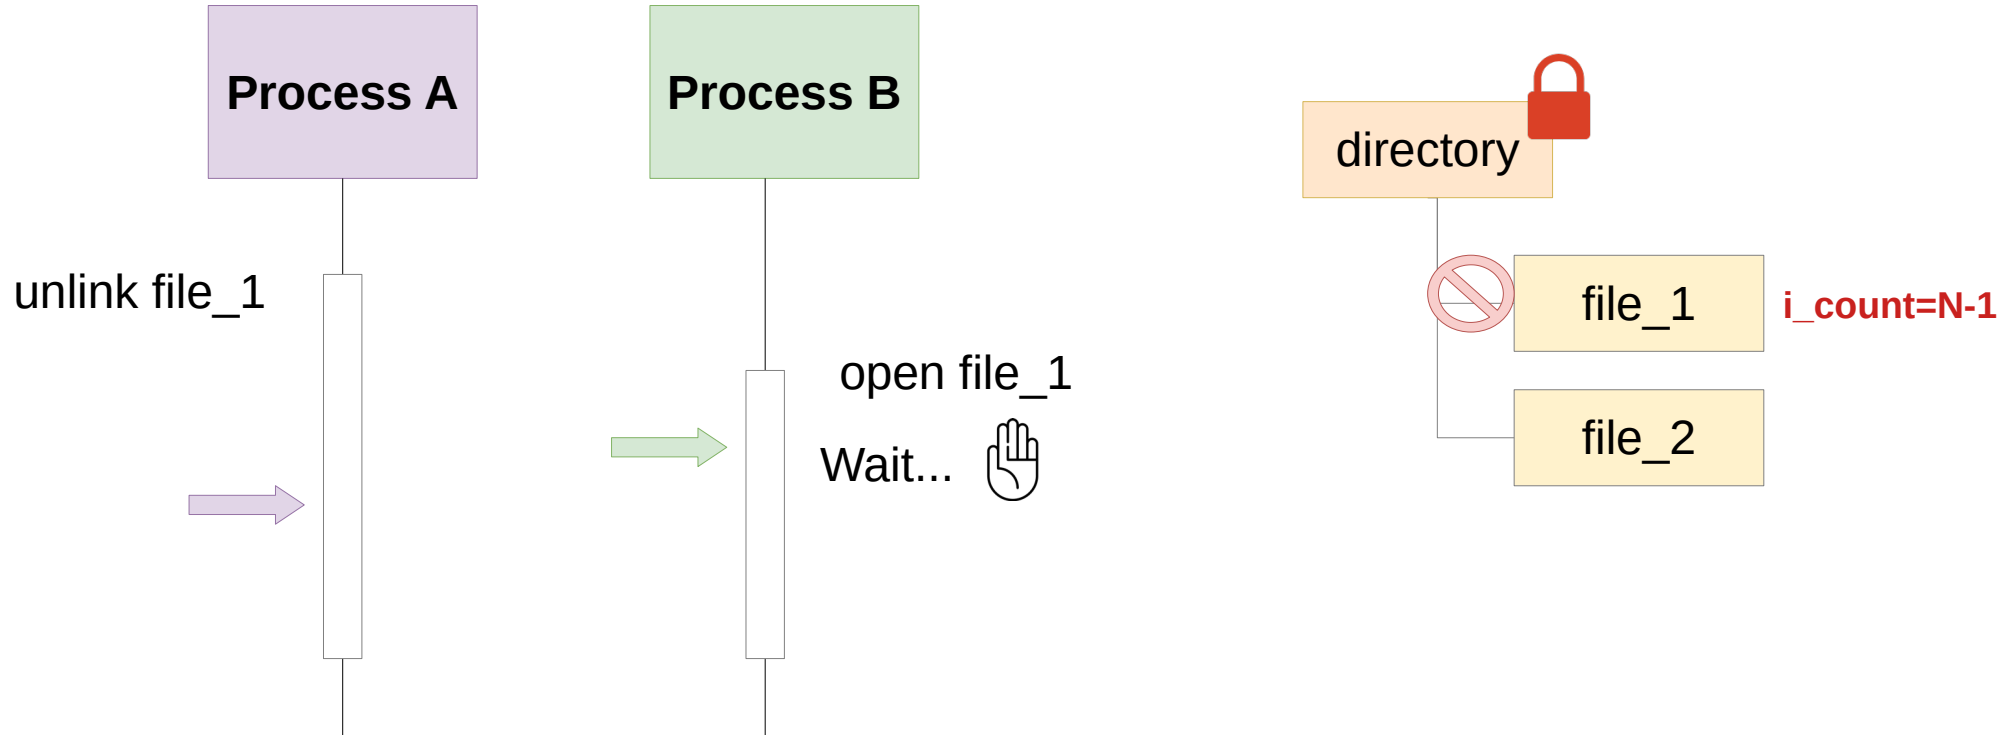 Process A
Process B
directory
unlink file_1
file_1
i_count=N-1
open file_1
Wait...
file_2